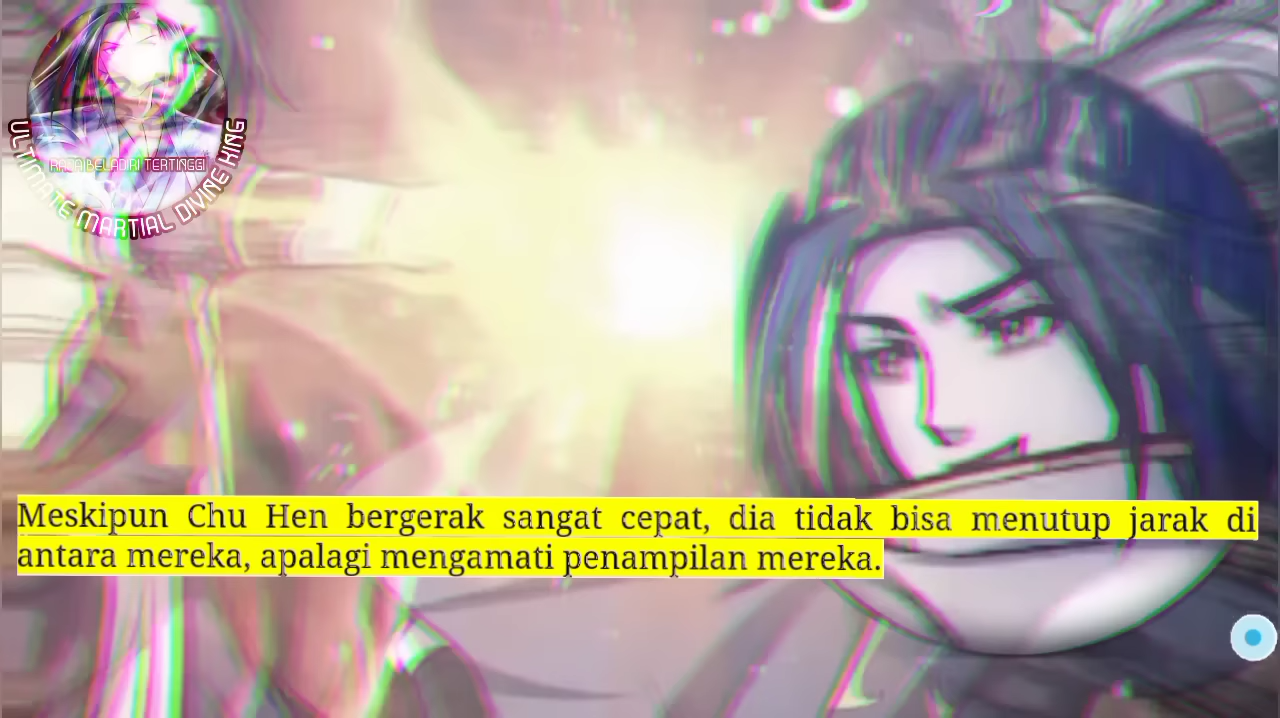 RAJA BELADIRI TERTINGGI
ULTIMATE MARTIAL DIVINE KING
Meskipun Chu Hen bergerak sangat cepat, dia tidak bisa menutup jarak di
antara mereka, apalagi mengamati penampilan mereka.